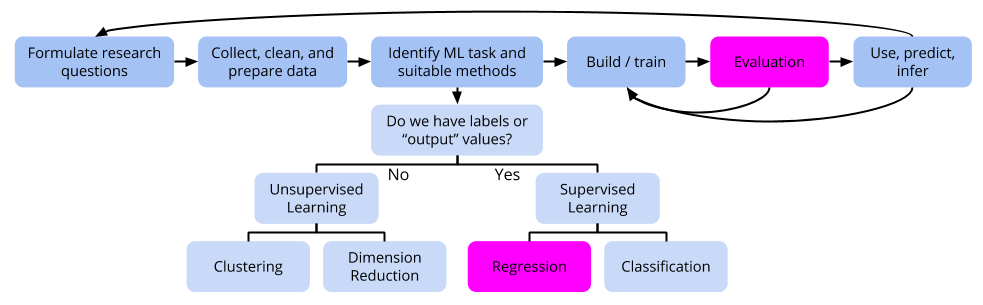 Formulate research
questions
Collect, clean, and
prepare data
Identify ML task and
suitable methods
Build / train
Evaluation
Use, predict,
infer
Do we have labels or
“output” values?
No
Yes
Unsupervised
Learning
Supervised
Learning
Clustering
Dimension
Reduction
Regression
Classification